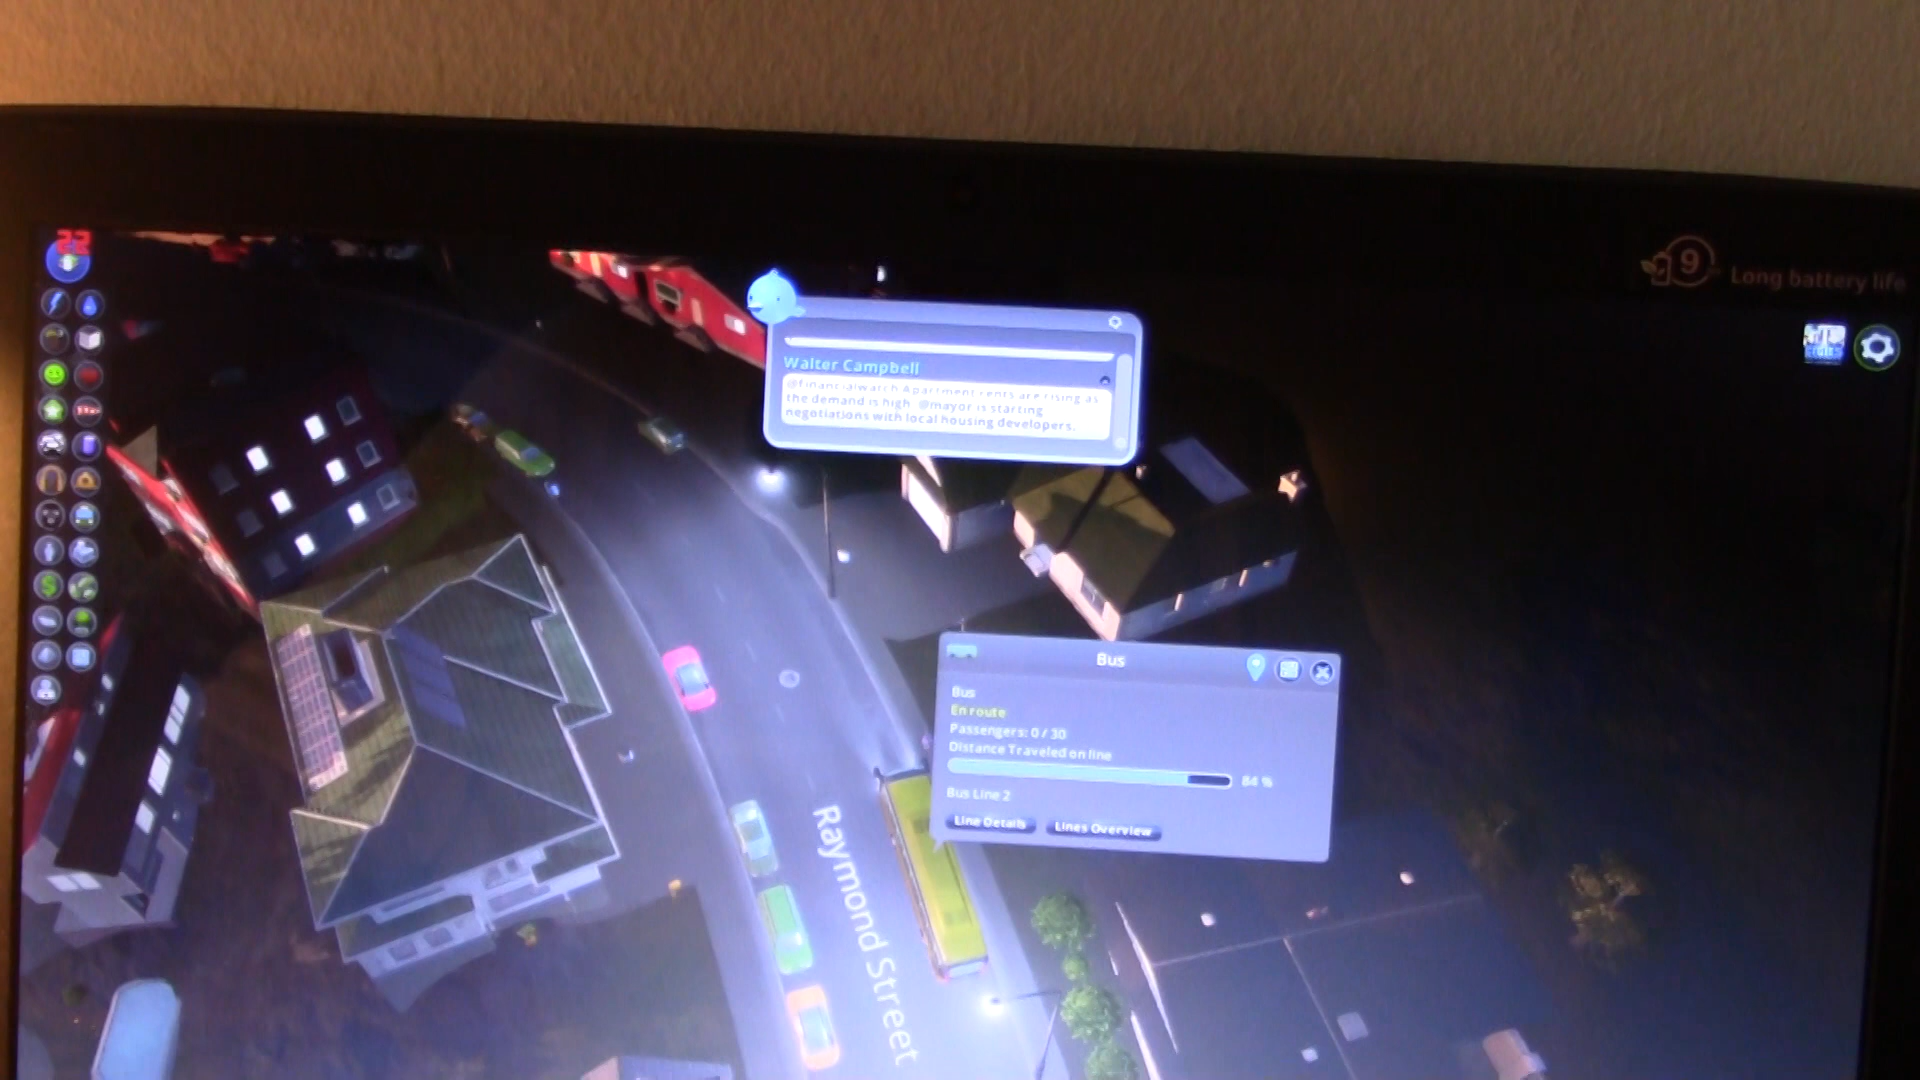 22
9
Long battery life
Walter Campbell
@financialwatch Apartment rents are rising as
the demand is high. @mayor is starting
negotiations with local housing developers.
Bus
Bus
En route
Passengers: 0 / 30
Distance Traveled on line
84 %
Bus Line 2
Line Details
Lines Overview
Raymond Street